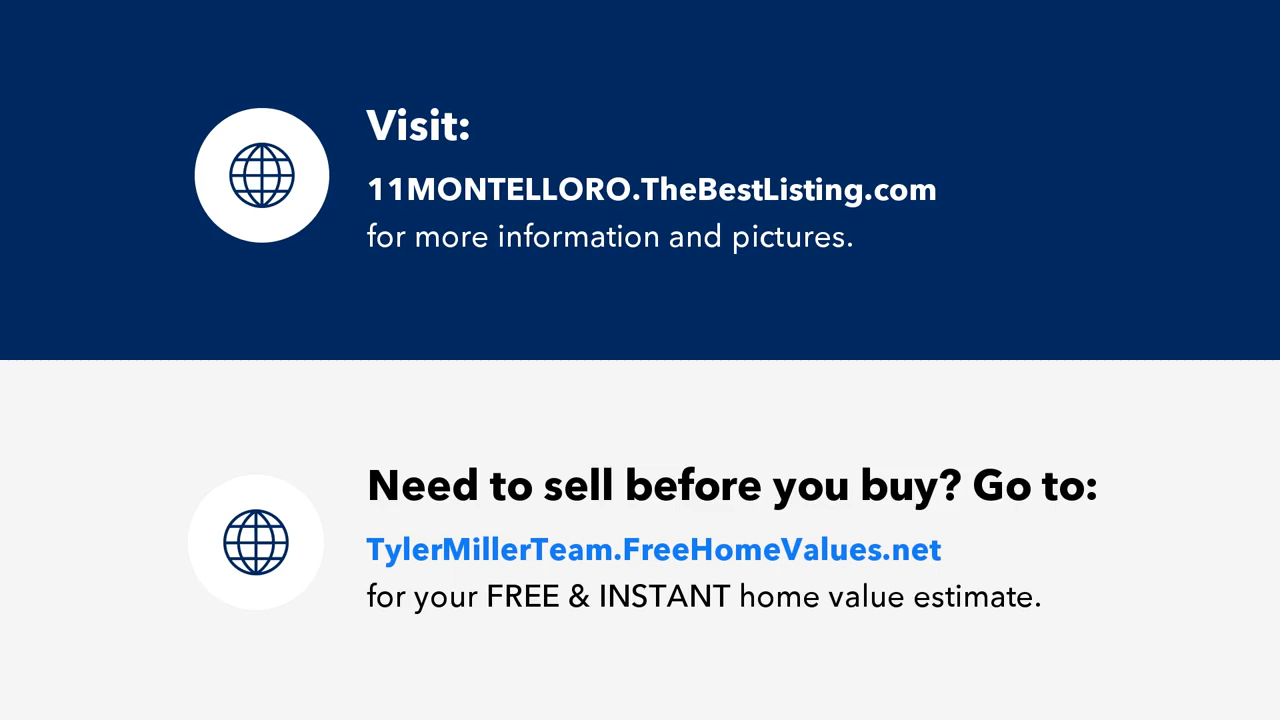 Visit:
11MONTELLORO.TheBestListing.com
for more information and pictures.
Need to sell before you buy? Go to:
TylerMillerTeam.FreeHomeValues.net
for your FREE & INSTANT home value estimate.